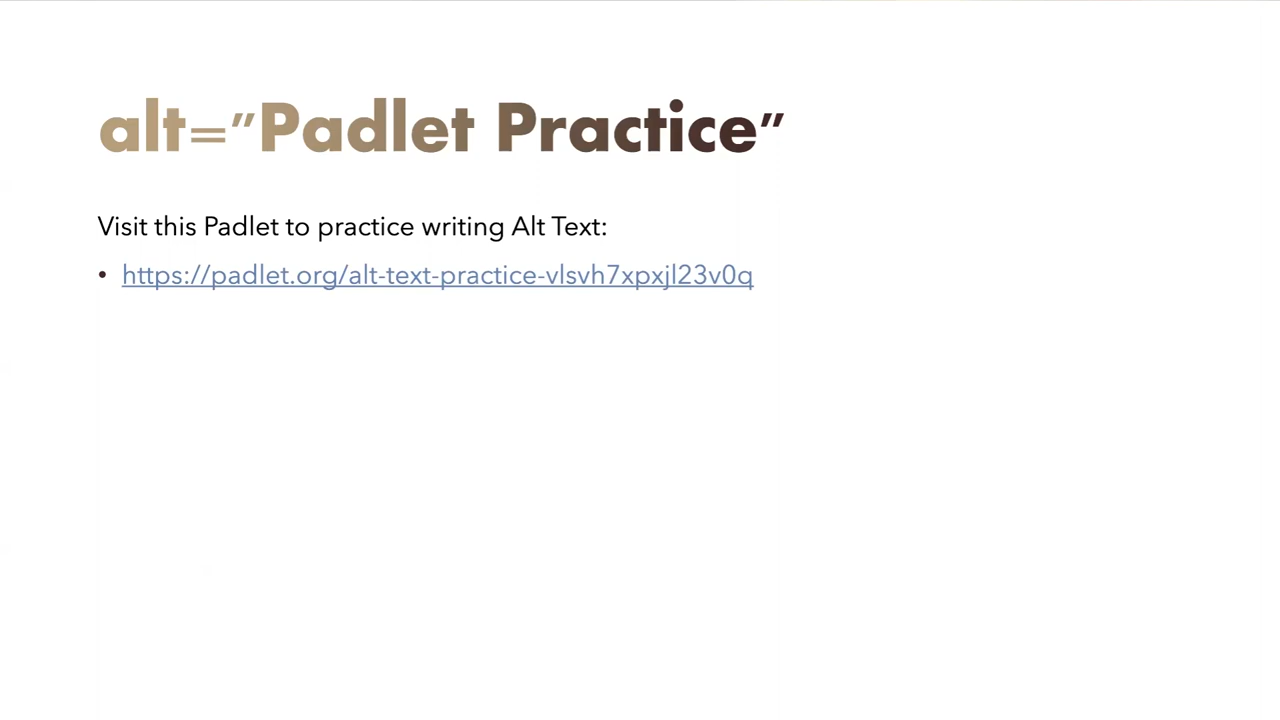 alt=”Padlet Practice”
Visit this Padlet to practice writing Alt Text:
• https://padlet.org/alt-text-practice-vlsvh7xpxjl23v0q